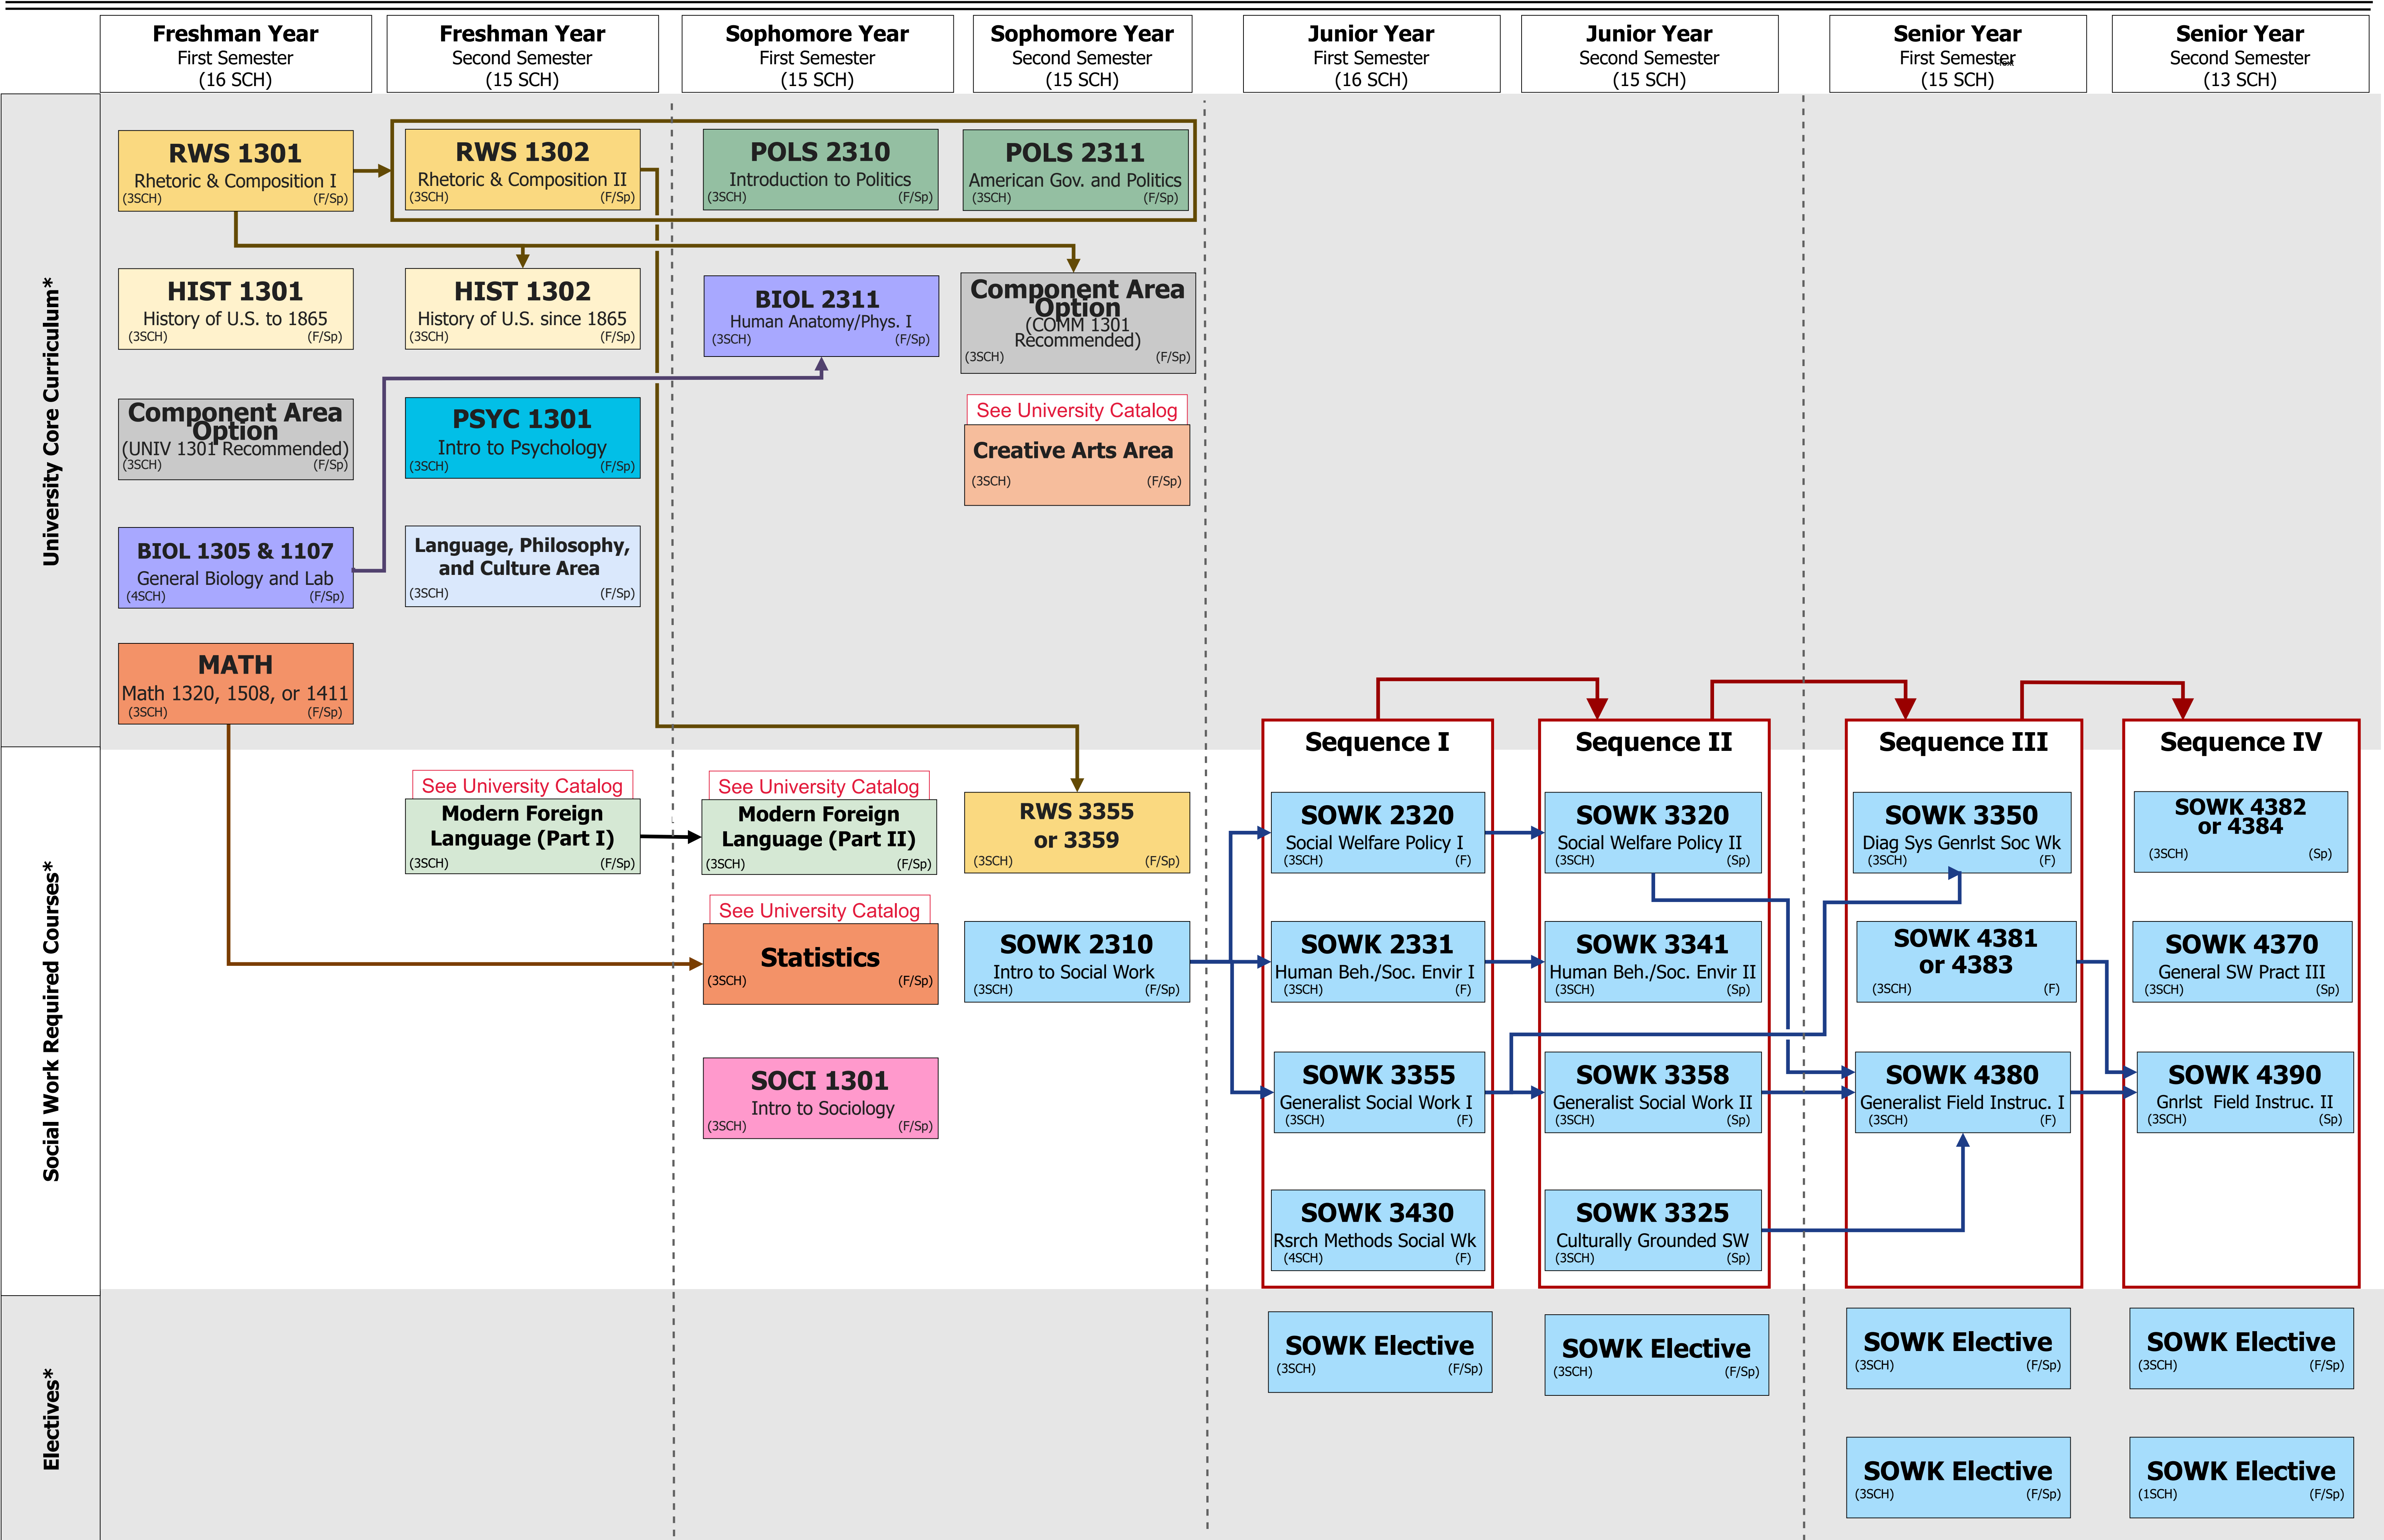 Freshman Year
First Semester
(16 SCH)
Freshman Year
Second Semester
(15 SCH)
Sophomore Year
First Semester
(15 SCH)
Sophomore Year
Second Semester
(15 SCH)
Junior Year
First Semester
(16 SCH)
Junior Year
Second Semester
(15 SCH)
Senior Year
First Semester
(15 SCH)
Senior Year
Second Semester
(13 SCH)
University Core Curriculum*
RWS 1301
Rhetoric & Composition I
(3SCH) (F/Sp)
RWS 1302
Rhetoric & Composition II
(3SCH) (F/Sp)
POLS 2310
Introduction to Politics
(3SCH) (F/Sp)
POLS 2311
American Gov. and Politics
(3SCH) (F/Sp)
HIST 1301
History of U.S. to 1865
(3SCH) (F/Sp)
HIST 1302
History of U.S. since 1865
(3SCH) (F/Sp)
BIOL 2311
Human Anatomy/Phys. I
(3SCH) (F/Sp)
Component Area
Option
(COMM 1301
Recommended)
(3SCH) (F/Sp)
Component Area
Option
(UNIV 1301 Recommended)
(3SCH) (F/Sp)
PSYC 1301
Intro to Psychology
(3SCH) (F/Sp)
See University Catalog
Creative Arts Area
(3SCH) (F/Sp)
BIOL 1305 & 1107
General Biology and Lab
(4SCH) (F/Sp)
Language, Philosophy,
and Culture Area
(3SCH) (F/Sp)
MATH
Math 1320, 1508, or 1411
(3SCH) (F/Sp)
Social Work Required Courses*
See University Catalog
Modern Foreign
Language (Part I)
(3SCH) (F/Sp)
See University Catalog
Modern Foreign
Language (Part II)
(3SCH) (F/Sp)
RWS 3355
or 3359
(3SCH) (F/Sp)
See University Catalog
Statistics
(3SCH) (F/Sp)
SOWK 2310
Intro to Social Work
(3SCH) (F/Sp)
SOCI 1301
Intro to Sociology
(3SCH) (F/Sp)
Sequence I
SOWK 2320
Social Welfare Policy I
(3SCH) (F)
SOWK 2331
Human Beh./Soc. Envir I
(3SCH) (F)
SOWK 3355
Generalist Social Work I
(3SCH) (F)
SOWK 3430
Rsrch Methods Social Wk
(4SCH) (F)
Sequence II
SOWK 3320
Social Welfare Policy II
(3SCH) (Sp)
SOWK 3341
Human Beh./Soc. Envir II
(3SCH) (Sp)
SOWK 3358
Generalist Social Work II
(3SCH) (Sp)
SOWK 3325
Culturally Grounded SW
(3SCH) (Sp)
Sequence III
SOWK 3350
Diag Sys Genrlst Soc Wk
(3SCH) (F)
SOWK 4381
or 4383
(3SCH) (F)
SOWK 4380
Generalist Field Instruc. I
(3SCH) (F)
Sequence IV
SOWK 4382
or 4384
(3SCH) (Sp)
SOWK 4370
General SW Pract III
(3SCH) (Sp)
SOWK 4390
Gnrlst Field Instruc. II
(3SCH) (Sp)
Electives*
SOWK Elective
(3SCH) (F/Sp)
SOWK Elective
(3SCH) (F/Sp)
SOWK Elective
(3SCH) (F/Sp)
SOWK Elective
(3SCH) (F/Sp)
SOWK Elective
(3SCH) (F/Sp)
SOWK Elective
(1SCH) (F/Sp)